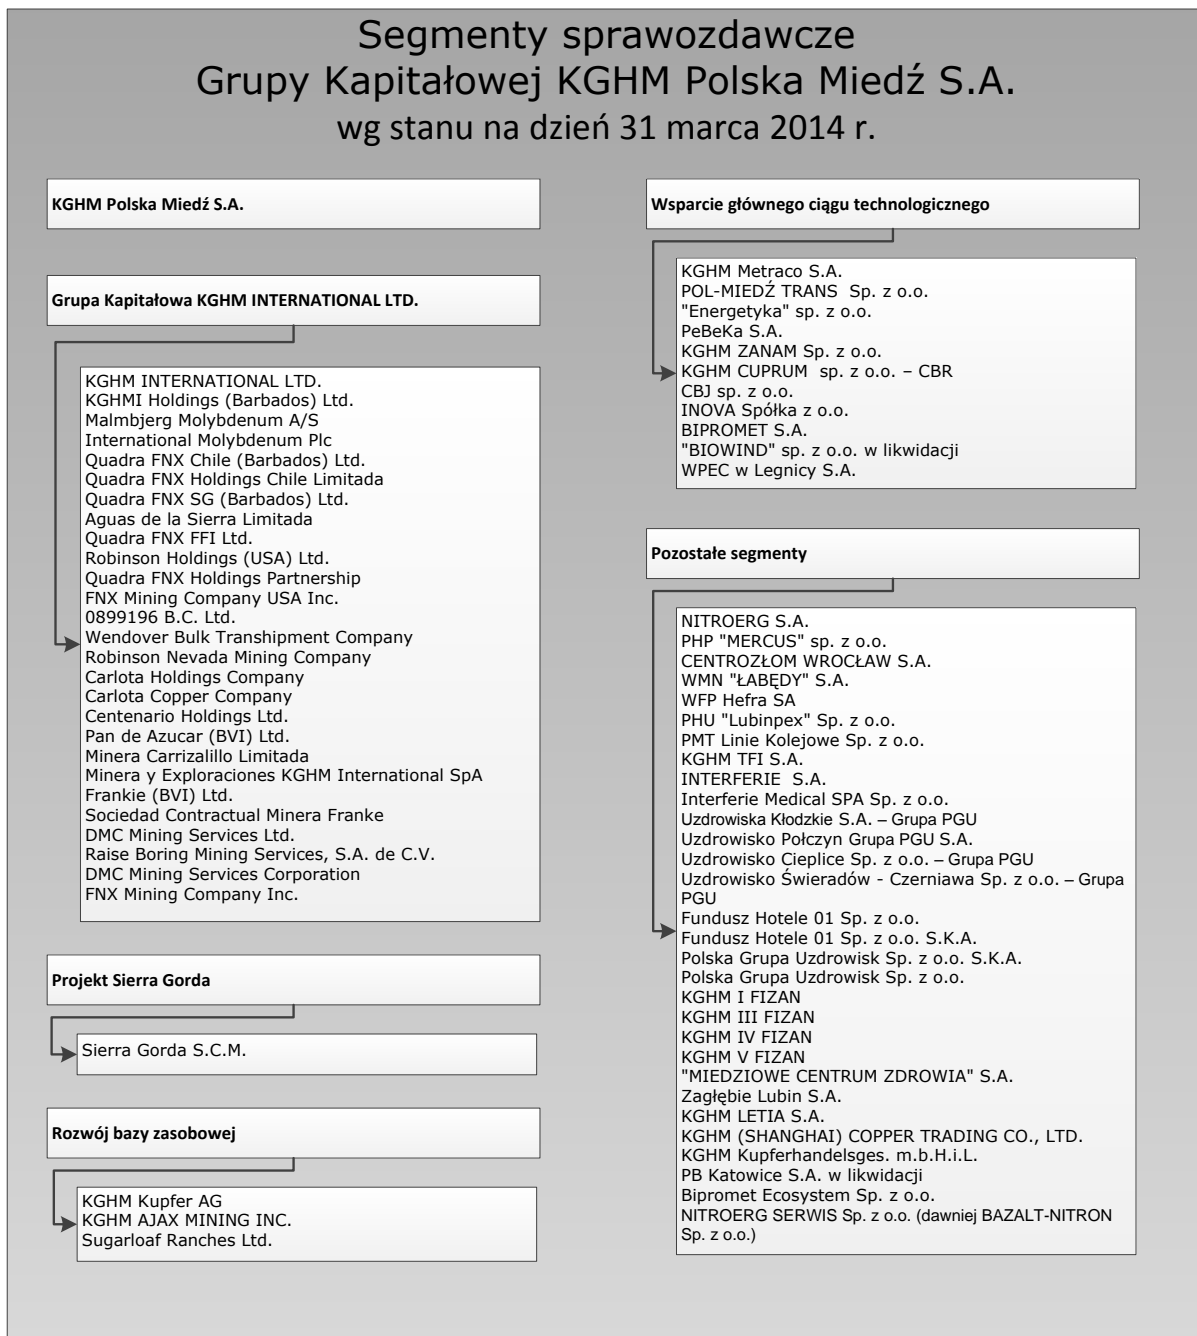 Segmenty sprawozdawcze
Grupy Kapitałowej KGHM Polska Miedź S.A.
wg stanu na dzień 31 marca 2014 r.
KGHM Polska Miedź S.A.
Grupa Kapitałowa KGHM INTERNATIONAL LTD.
KGHM INTERNATIONAL LTD.
KGHMI Holdings (Barbados) Ltd.
Malmbjerg Molybdenum A/S
International Molybdenum Plc
Quadra FNX Chile (Barbados) Ltd.
Quadra FNX Holdings Chile Limitada
Quadra FNX SG (Barbados) Ltd.
Aguas de la Sierra Limitada
Quadra FNX FFI Ltd.
Robinson Holdings (USA) Ltd.
Quadra FNX Holdings Partnership
FNX Mining Company USA Inc.
0899196 B.C. Ltd.
Wendover Bulk Transhipment Company
Robinson Nevada Mining Company
Carlota Holdings Company
Carlota Copper Company
Centenario Holdings Ltd.
Pan de Azucar (BVI) Ltd.
Minera Carrizalillo Limitada
Minera y Exploraciones KGHM International SpA
Frankie (BVI) Ltd.
Sociedad Contractual Minera Franke
DMC Mining Services Ltd.
Raise Boring Mining Services, S.A. de C.V.
DMC Mining Services Corporation
FNX Mining Company Inc.
Projekt Sierra Gorda
Sierra Gorda S.C.M.
Rozwój bazy zasobowej
KGHM Kupfer AG
KGHM AJAX MINING INC.
Sugarloaf Ranches Ltd.
Wsparcie głównego ciągu technologicznego
KGHM Metraco S.A.
POL-MIEDŹ TRANS Sp. z o.o.
"Energetyka" sp. z o.o.
PeBeKa S.A.
KGHM ZANAM Sp. z o.o.
KGHM CUPRUM sp. z o.o. – CBR
CBJ sp. z o.o.
INOVA Spółka z o.o.
BIPROMET S.A.
"BIOWIND" sp. z o.o. w likwidacji
WPEC w Legnicy S.A.
Pozostałe segmenty
NITROERG S.A.
PHP "MERCUS" sp. z o.o.
CENTROZŁOM WROCŁAW S.A.
WMN "ŁABĘDY" S.A.
WFP Hefra SA
PHU "Lubinpex" Sp. z o.o.
PMT Linie Kolejowe Sp. z o.o.
KGHM TFI S.A.
INTERFERIE S.A.
Interferie Medical SPA Sp. z o.o.
Uzdrowiska Kłodzkie S.A. – Grupa PGU
Uzdrowisko Połczyn Grupa PGU S.A.
Uzdrowisko Cieplice Sp. z o.o. – Grupa PGU
Uzdrowisko Świeradów - Czerniawa Sp. z o.o. – Grupa
PGU
Fundusz Hotele 01 Sp. z o.o.
Fundusz Hotele 01 Sp. z o.o. S.K.A.
Polska Grupa Uzdrowisk Sp. z o.o. S.K.A.
Polska Grupa Uzdrowisk Sp. z o.o.
KGHM I FIZAN
KGHM III FIZAN
KGHM IV FIZAN
KGHM V FIZAN
"MIEDZIOWE CENTRUM ZDROWIA" S.A.
Zagłębie Lubin S.A.
KGHM LETIA S.A.
KGHM (SHANGHAI) COPPER TRADING CO., LTD.
KGHM Kupferhandelsges. m.b.H.i.L.
PB Katowice S.A. w likwidacji
Bipromet Ecosystem Sp. z o.o.
NITROERG SERWIS Sp. z o.o. (dawniej BAZALT-NITRON
Sp. z o.o.)